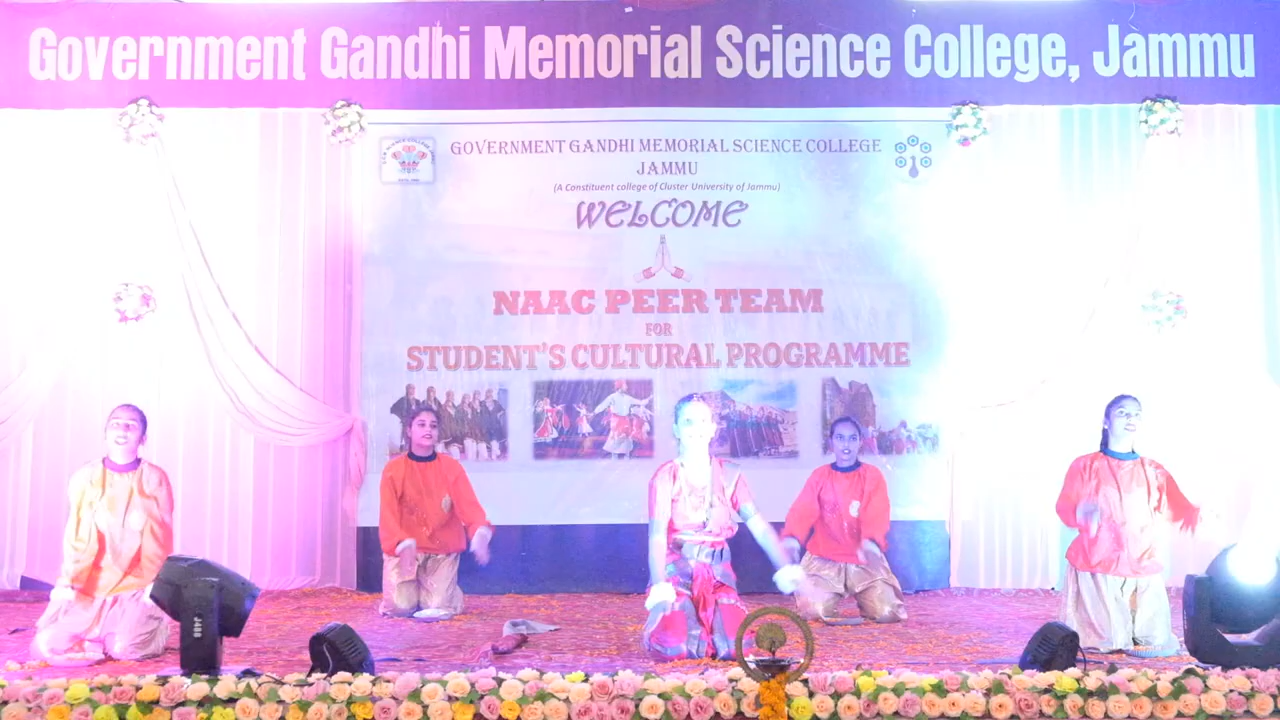 Government Gandhi Memorial Science College, Jammu
GOVERNMENT GANDHI MEMORIAL SCIENCE COLLEGE
JAMMU
(A Constituent college of Cluster University of Jammu)
WELCOME
NAAC PEER TEAM
FOR
STUDENT'S CULTURAL PROGRAMME